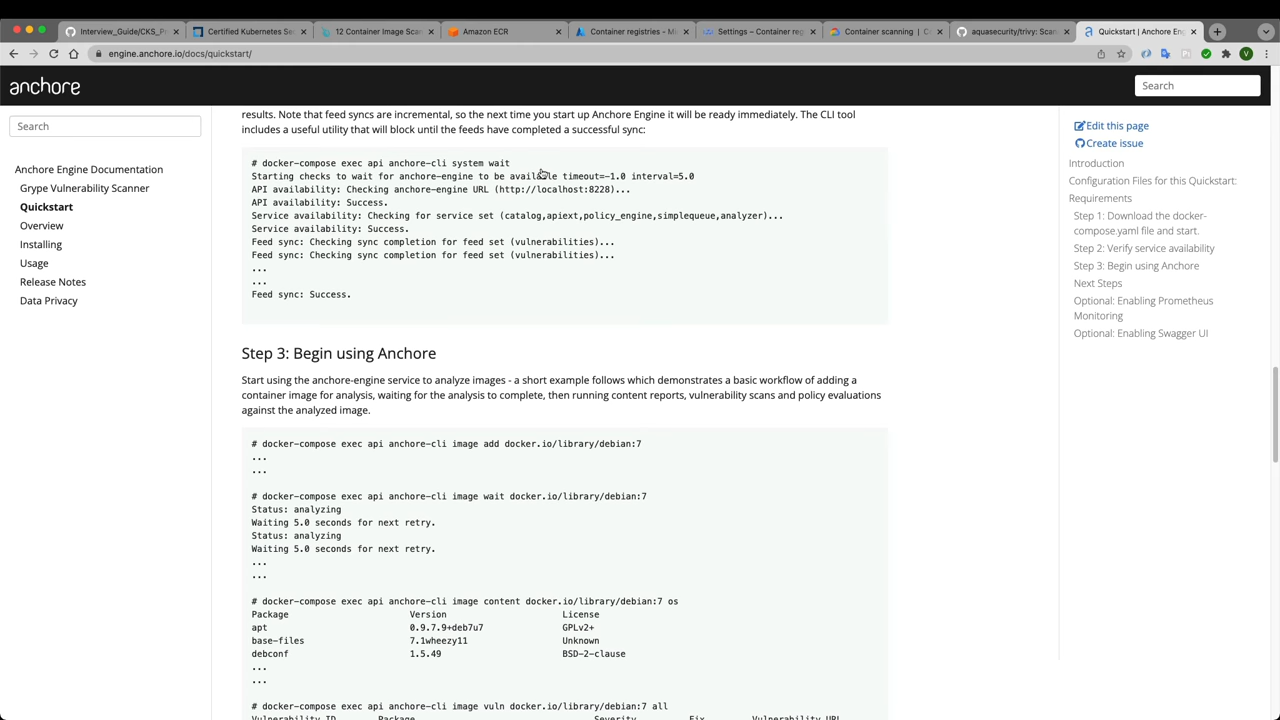 Interview_Guide/CKS_Pr
Certified Kubernetes Se
12 Container Image Sca
Amazon ECR
Container registries - Mi
Settings – Container reg
Container scanning | C
aquasecurity/trivy: Scan
Quickstart | Anchore En
engine.anchore.io/docs/quickstart/
V
anchore
Search
Search
Anchore Engine Documentation
Grype Vulnerability Scanner
Quickstart
Overview
Installing
Usage
Release Notes
Data Privacy
results. Note that feed syncs are incremental, so the next time you start up Anchore Engine it will be ready immediately. The CLI tool
includes a useful utility that will block until the feeds have completed a successful sync:
# docker-compose exec api anchore-cli system wait
Starting checks to wait for anchore-engine to be available timeout=-1.0 interval=5.0
API availability: Checking anchore-engine URL (http://localhost:8228)...
API availability: Success.
Service availability: Checking for service set (catalog,apiext,policy_engine,simplequeue,analyzer)...
Service availability: Success.
Feed sync: Checking sync completion for feed set (vulnerabilities)...
Feed sync: Checking sync completion for feed set (vulnerabilities)...
...
...
Feed sync: Success.
Step 3: Begin using Anchore
Start using the anchore-engine service to analyze images - a short example follows which demonstrates a basic workflow of adding a
container image for analysis, waiting for the analysis to complete, then running content reports, vulnerability scans and policy evaluations
against the analyzed image.
# docker-compose exec api anchore-cli image add docker.io/library/debian:7
...
...
# docker-compose exec api anchore-cli image wait docker.io/library/debian:7
Status: analyzing
Waiting 5.0 seconds for next retry.
Status: analyzing
Waiting 5.0 seconds for next retry.
...
...
# docker-compose exec api anchore-cli image content docker.io/library/debian:7 os
Package Version License
apt 0.9.7.9+deb7u7 GPLv2+
base-files 7.1wheezy11 Unknown
debconf 1.5.49 BSD-2-clause
...
...
# docker-compose exec api anchore-cli image vuln docker.io/library/debian:7 all
Vulnerability ID Package Severity Fix Vulnerability URL
Edit this page
Create issue
Introduction
Configuration Files for this Quickstart:
Requirements
Step 1: Download the docker-
compose.yaml file and start.
Step 2: Verify service availability
Step 3: Begin using Anchore
Next Steps
Optional: Enabling Prometheus
Monitoring
Optional: Enabling Swagger UI